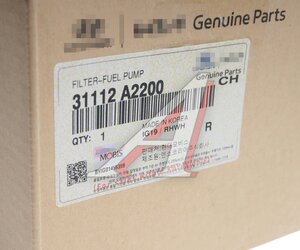 Genuine Parts
FILTER-FUEL PUMP
Genuine Parts
31112 A2200
CH
QTY: 1
MADE IN KOREA
IG19 / RHWH
R
MOBIS